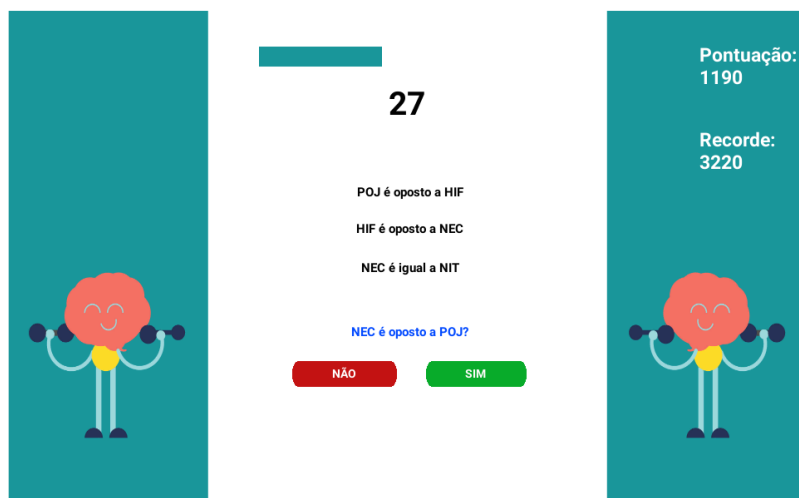 27
POJ é oposto a HIF
HIF é oposto a NEC
NEC é igual a NIT
NEC é oposto a POJ?
NÃO
SIM
Pontuação:
1190
Recorde:
3220